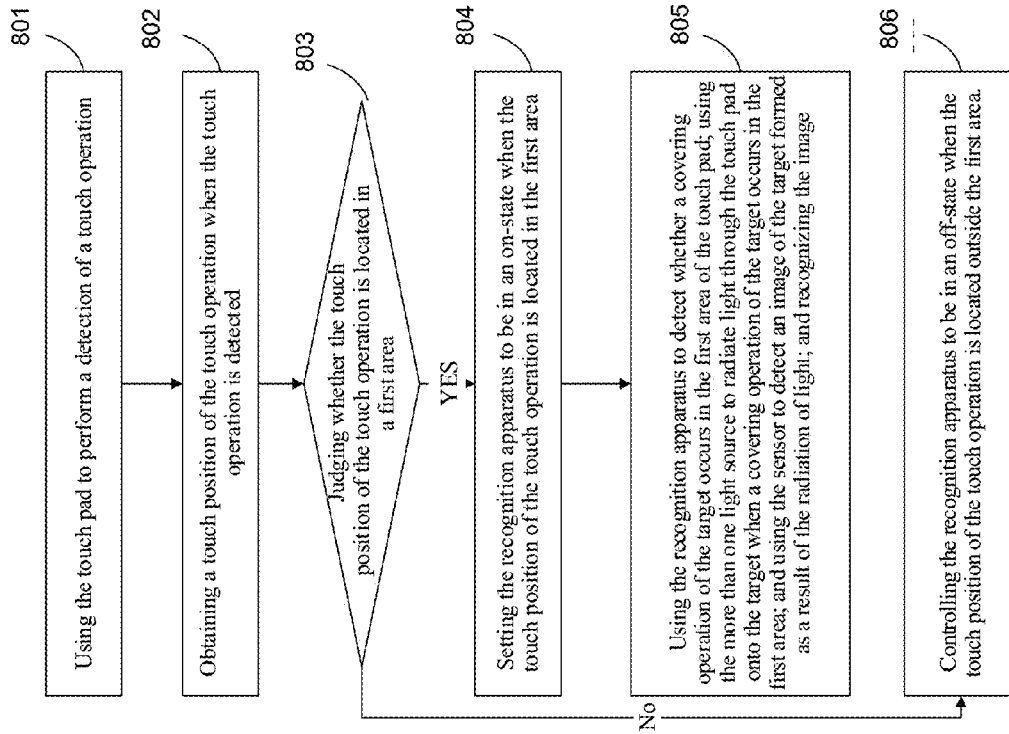 801
Using the touch pad to perform a detection of a touch operation
802
Obtaining a touch position of the touch operation when the touch
operation is detected
803
Judging whether the touch
position of the touch operation is located in
a first area
YES
No
804
Setting the recognition apparatus to be in an on-state when the
touch position of the touch operation is located in the first area
805
Using the recognition apparatus to detect whether a covering
operation of the target occurs in the first area of the touch pad; using
the more than one light source to radiate light through the touch pad
onto the target when a covering operation of the target occurs in the
first area; and using the sensor to detect an image of the target formed
as a result of the radiation of light; and recognizing the image
806
Controlling the recognition apparatus to be in an off-state when the
touch position of the touch operation is located outside the first area.